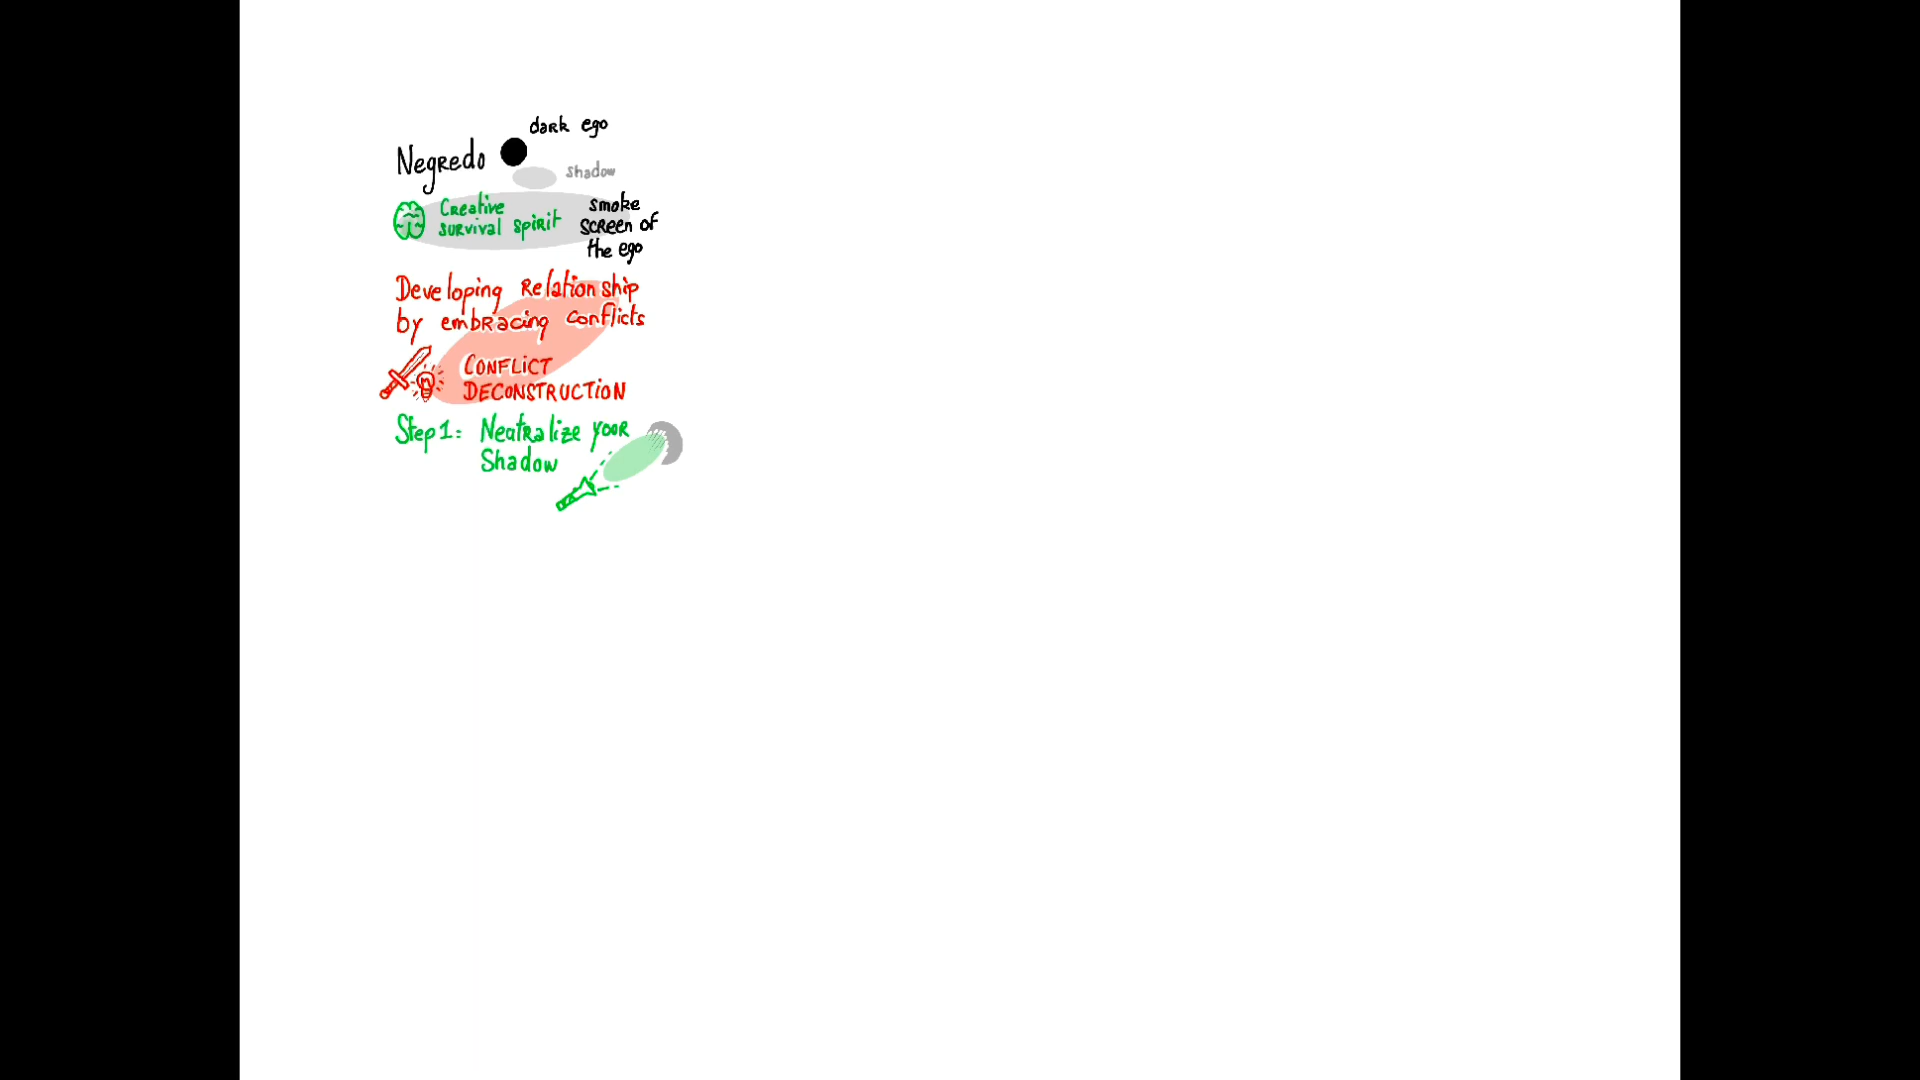 dark ego
Negredo
shadow
Creative
survival spirit
smoke
screen of
the ego
Developing Relationship
by embracing conflicts
CONFLICT
DECONSTRUCTION
Step 1: Neutralize your
Shadow